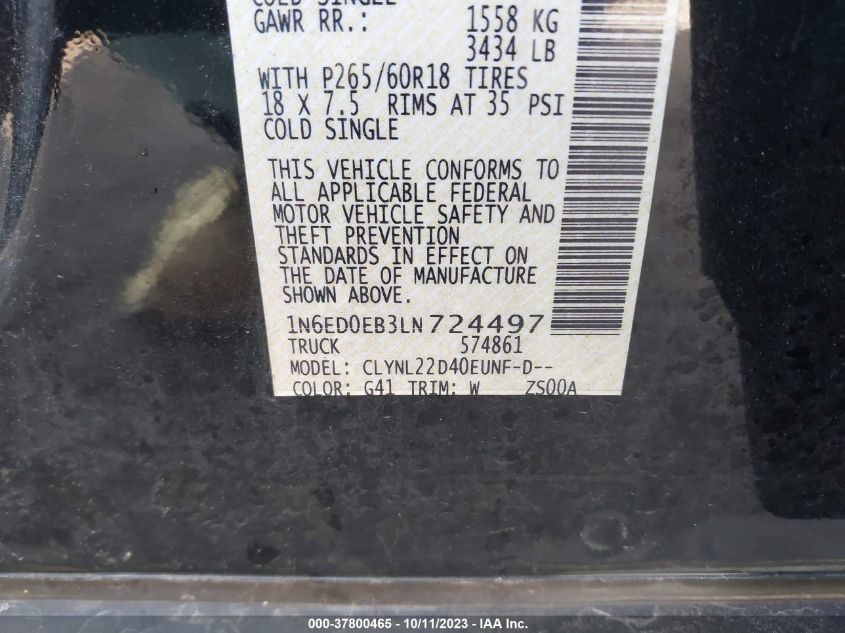 COLD SINGLE
GAWR RR.: 1558 KG
3434 LB
WITH P265/60R18 TIRES
18 X 7.5 RIMS AT 35 PSI
COLD SINGLE
THIS VEHICLE CONFORMS TO
ALL APPLICABLE FEDERAL
MOTOR VEHICLE SAFETY AND
THEFT PREVENTION
STANDARDS IN EFFECT ON
THE DATE OF MANUFACTURE
SHOWN ABOVE.
1N6ED0EB3LN724497
TRUCK 574861
MODEL: CLYNL22D40EUNF-D--
COLOR: G41 TRIM: W ZS00A
000-37800465 - 10/11/2023 - IAA Inc.